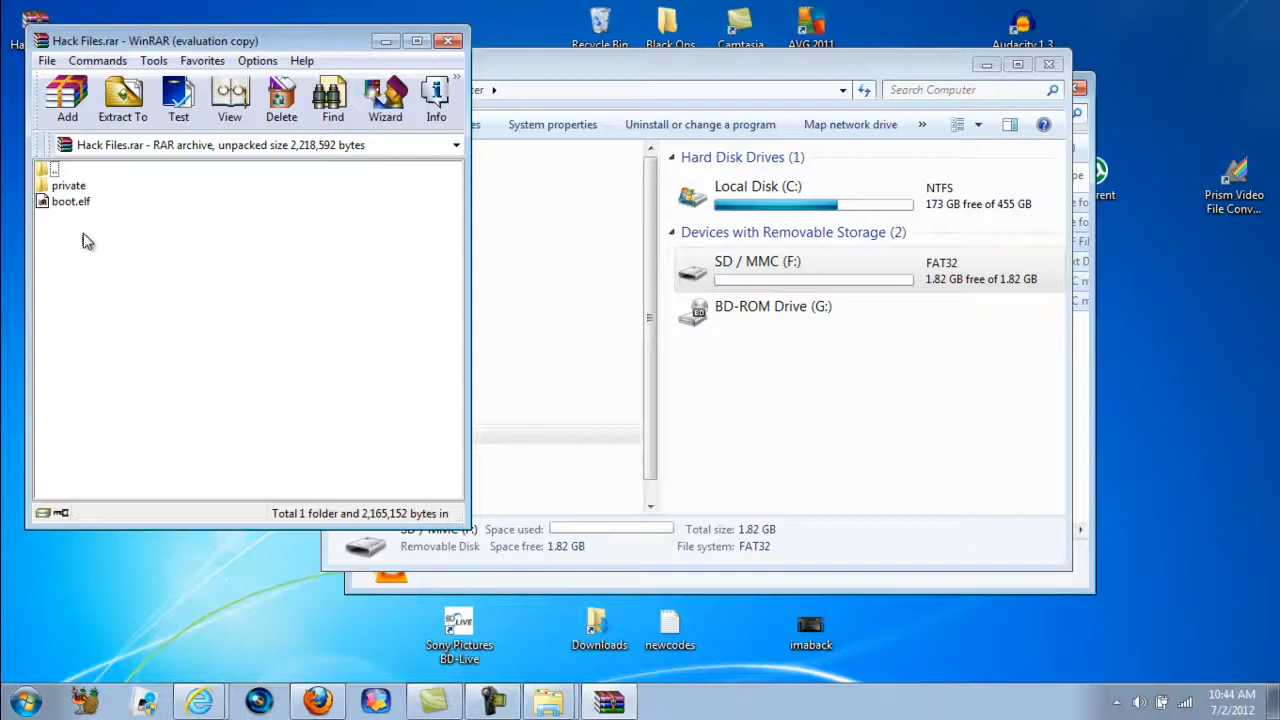 Recycle Bin
Black Ops
Camtasia
AVG 2011
Audacity 1.3
Hack Files.rar - WinRAR (evaluation copy)
File Commands Tools Favorites Options Help
Add Extract To Test View Delete Find Wizard Info
Hack Files.rar - RAR archive, unpacked size 2,218,592 bytes
..
private
boot.elf
Total 1 folder and 2,165,152 bytes in
Search Computer
System properties Uninstall or change a program Map network drive »
Hard Disk Drives (1)
Local Disk (C:)
NTFS
173 GB free of 455 GB
Devices with Removable Storage (2)
SD / MMC (F:)
FAT32
1.82 GB free of 1.82 GB
BD-ROM Drive (G:)
BD
SD / MMC (F:) Space used: Total size: 1.82 GB
Removable Disk Space free: 1.82 GB File system: FAT32
Prism Video
File Conv...
BD LIVE
Sony Pictures
BD-Live
Downloads
newcodes
imaback
10:44 AM
7/2/2012